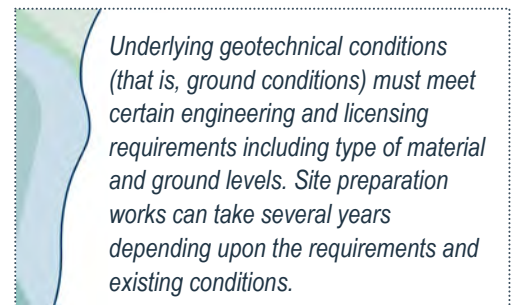 Underlying geotechnical conditions
(that is, ground conditions) must meet
certain engineering and licensing
requirements including type of material
and ground levels. Site preparation
works can take several years
depending upon the requirements and
existing conditions.